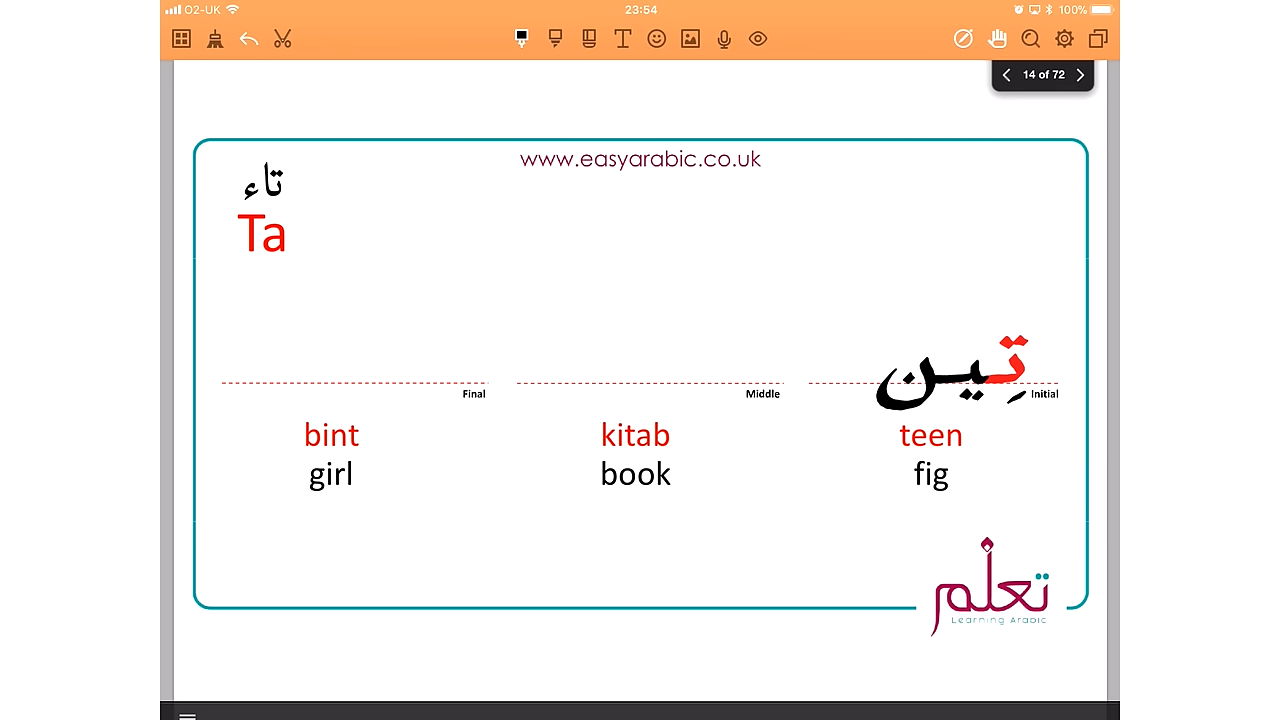 O2-UK 23:54 100%
14 of 72
www.easyarabic.co.uk
تاء
Ta
تِين
Final Middle Initial
bint kitab teen
girl book fig
تعلم
Learning Arabic